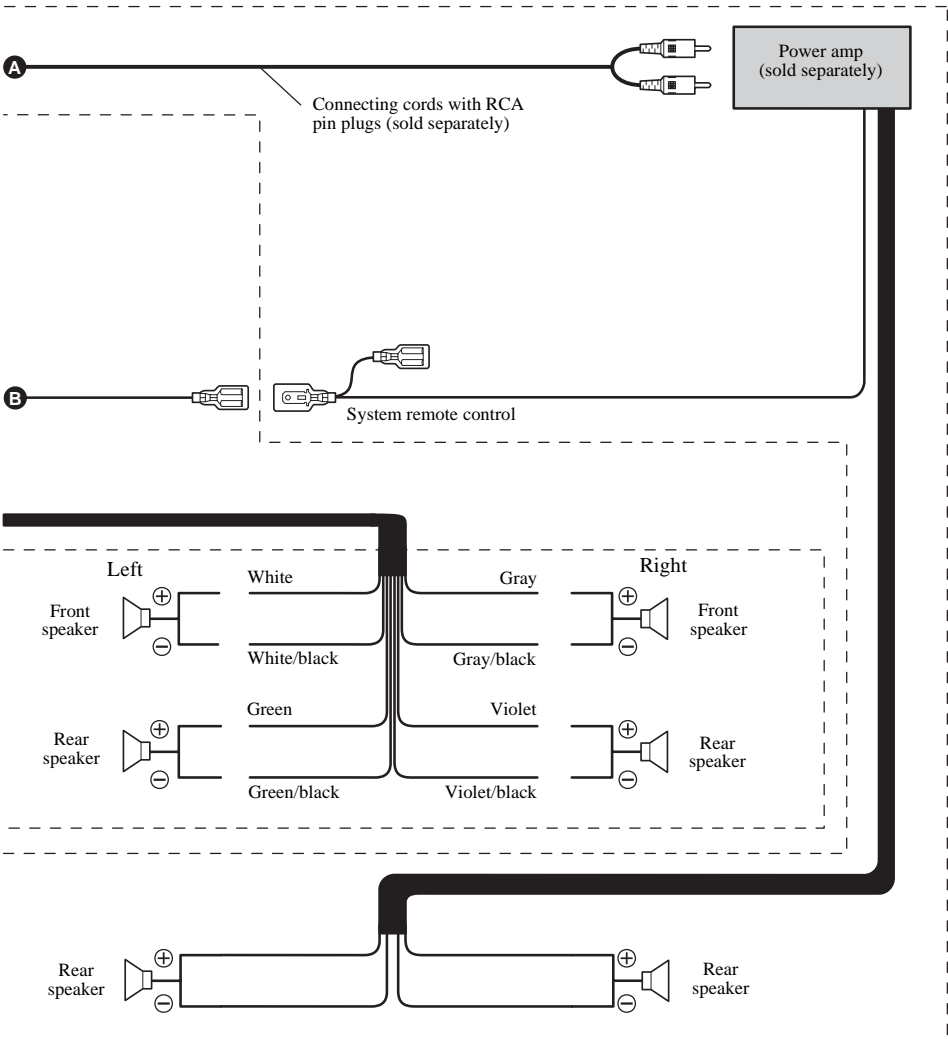 A
Power amp
(sold separately)
Connecting cords with RCA
pin plugs (sold separately)
B
System remote control
Left
Right
White
Gray
Front
speaker
+
+
Front
speaker
−
−
White/black
Gray/black
Green
Violet
Rear
speaker
+
+
Rear
speaker
−
−
Green/black
Violet/black
Rear
speaker
+
+
Rear
speaker
−
−